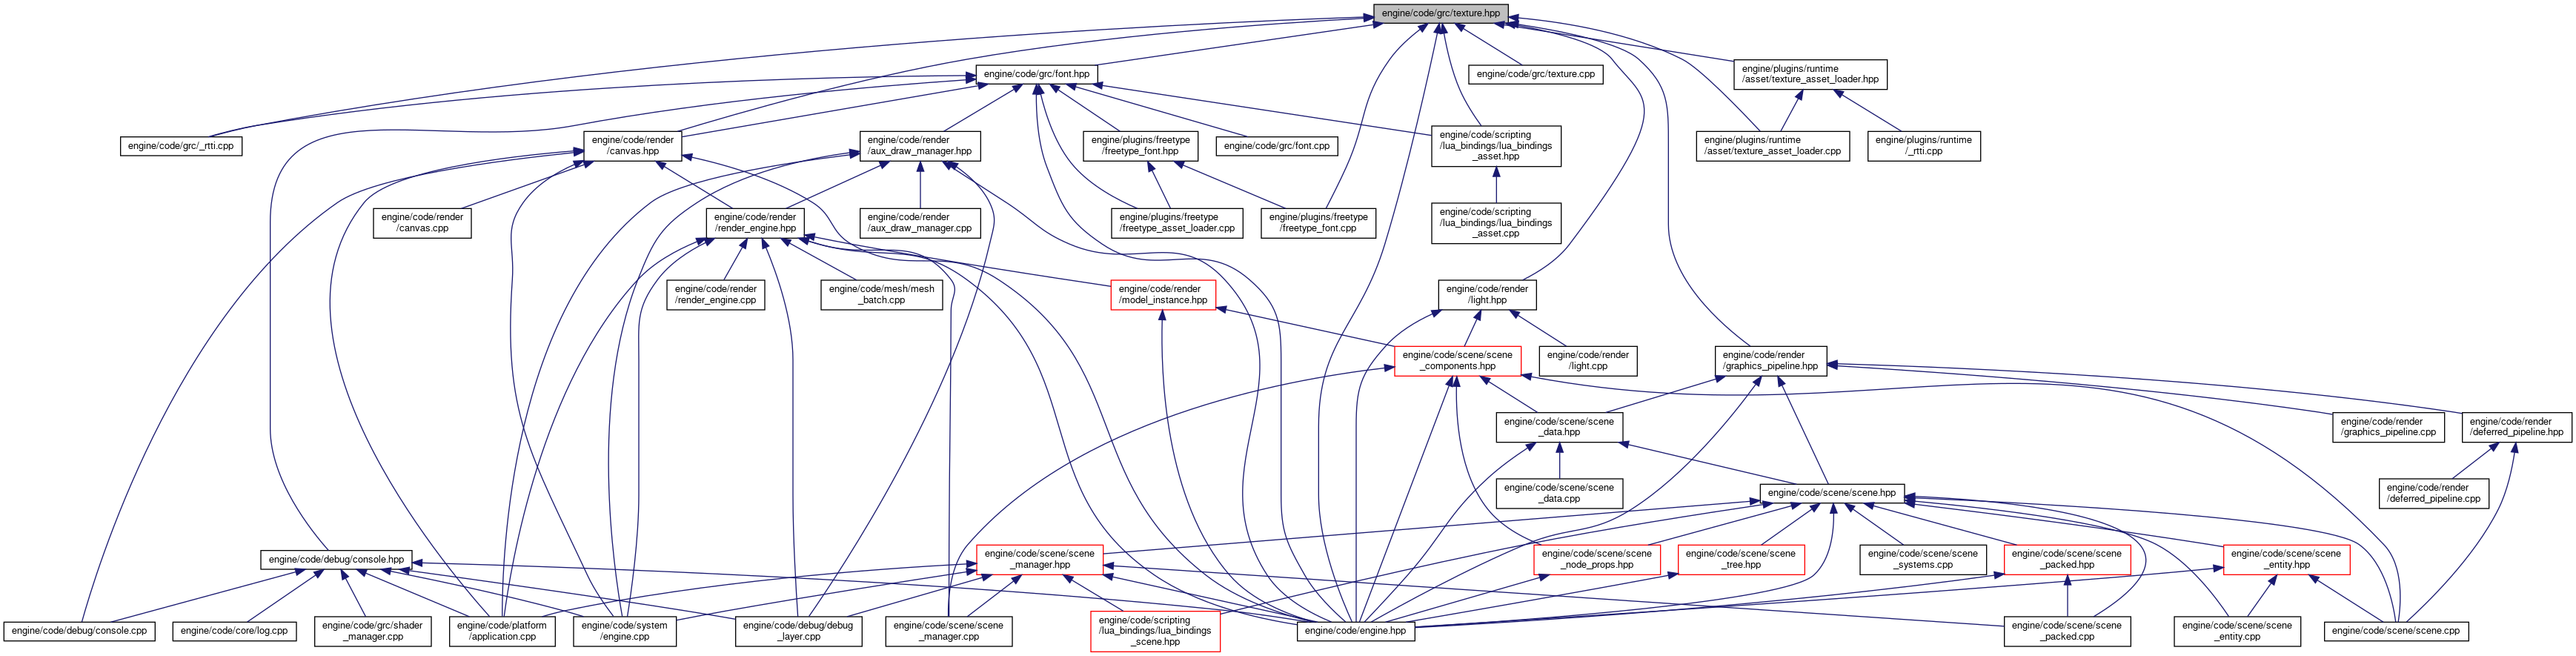 engine/code/grc/texture.hpp
engine/code/grc/font.hpp
engine/code/grc/texture.cpp
engine/plugins/runtime
/asset/texture_asset_loader.hpp
engine/code/grc/_rtti.cpp
engine/code/render
/canvas.hpp
engine/code/render
/aux_draw_manager.hpp
engine/plugins/freetype
/freetype_font.hpp
engine/code/grc/font.cpp
engine/code/scripting
/lua_bindings/lua_bindings
_asset.hpp
engine/plugins/runtime
/asset/texture_asset_loader.cpp
engine/plugins/runtime
/_rtti.cpp
engine/code/render
/canvas.cpp
engine/code/render
/render_engine.hpp
engine/code/render
/aux_draw_manager.cpp
engine/plugins/freetype
/freetype_asset_loader.cpp
engine/plugins/freetype
/freetype_font.cpp
engine/code/scripting
/lua_bindings/lua_bindings
_asset.cpp
engine/code/render
/render_engine.cpp
engine/code/mesh/mesh
_batch.cpp
engine/code/render
/model_instance.hpp
engine/code/render
/light.hpp
engine/code/scene/scene
_components.hpp
engine/code/render
/light.cpp
engine/code/render
/graphics_pipeline.hpp
engine/code/scene/scene
_data.hpp
engine/code/render
/graphics_pipeline.cpp
engine/code/render
/deferred_pipeline.hpp
engine/code/scene/scene
_data.cpp
engine/code/scene/scene.hpp
engine/code/render
/deferred_pipeline.cpp
engine/code/debug/console.hpp
engine/code/scene/scene
_manager.hpp
engine/code/scene/scene
_node_props.hpp
engine/code/scene/scene
_tree.hpp
engine/code/scene/scene
_systems.cpp
engine/code/scene/scene
_packed.hpp
engine/code/scene/scene
_entity.hpp
engine/code/debug/console.cpp
engine/code/core/log.cpp
engine/code/grc/shader
_manager.cpp
engine/code/platform
/application.cpp
engine/code/system
/engine.cpp
engine/code/debug/debug
_layer.cpp
engine/code/scene/scene
_manager.cpp
engine/code/scripting
/lua_bindings/lua_bindings
_scene.hpp
engine/code/engine.hpp
engine/code/scene/scene
_packed.cpp
engine/code/scene/scene
_entity.cpp
engine/code/scene/scene.cpp